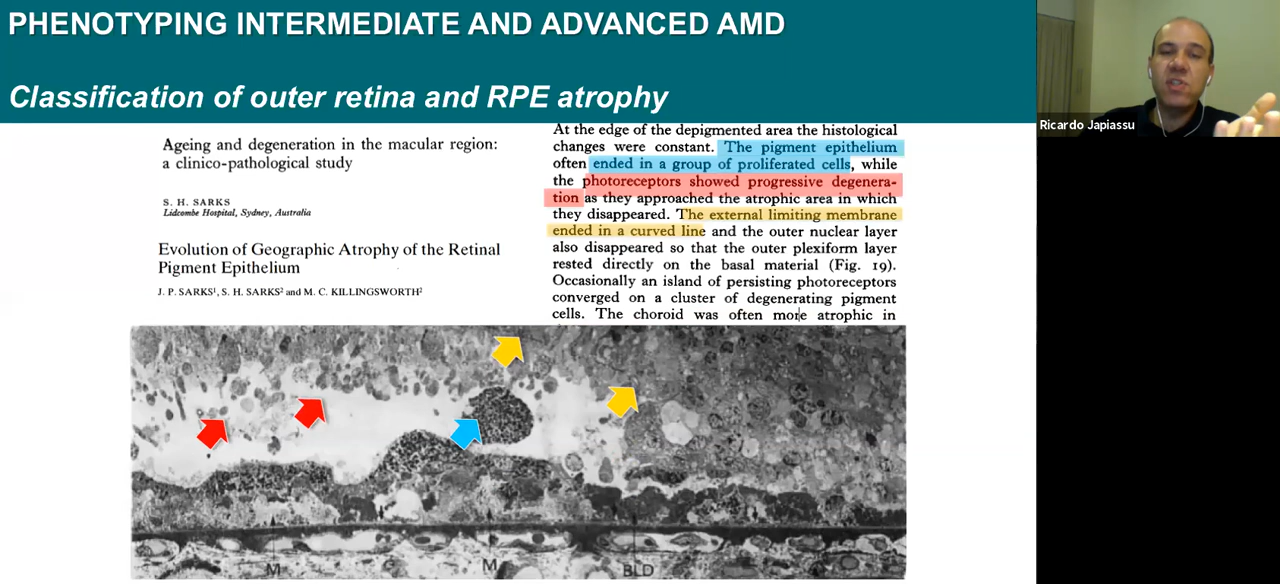 PHENOTYPING INTERMEDIATE AND ADVANCED AMD
Classification of outer retina and RPE atrophy
Ageing and degeneration in the macular region:
a clinico-pathological study
S. H. SARKS
Lidcombe Hospital, Sydney, Australia
Evolution of Geographic Atrophy of the Retinal
Pigment Epithelium
J. P. SARKS¹, S. H. SARKS² and M. C. KILLINGSWORTH²
At the edge of the depigmented area the histological
changes were constant. The pigment epithelium
often ended in a group of proliferated cells, while
the photoreceptors showed progressive degenera-
tion as they approached the atrophic area in which
they disappeared. The external limiting membrane
ended in a curved line and the outer nuclear layer
also disappeared so that the outer plexiform layer
rested directly on the basal material (Fig. 19).
Occasionally an island of persisting photoreceptors
converged on a cluster of degenerating pigment
cells. The choroid was often more atrophic in
M
M
BLD
Ricardo Japiassu